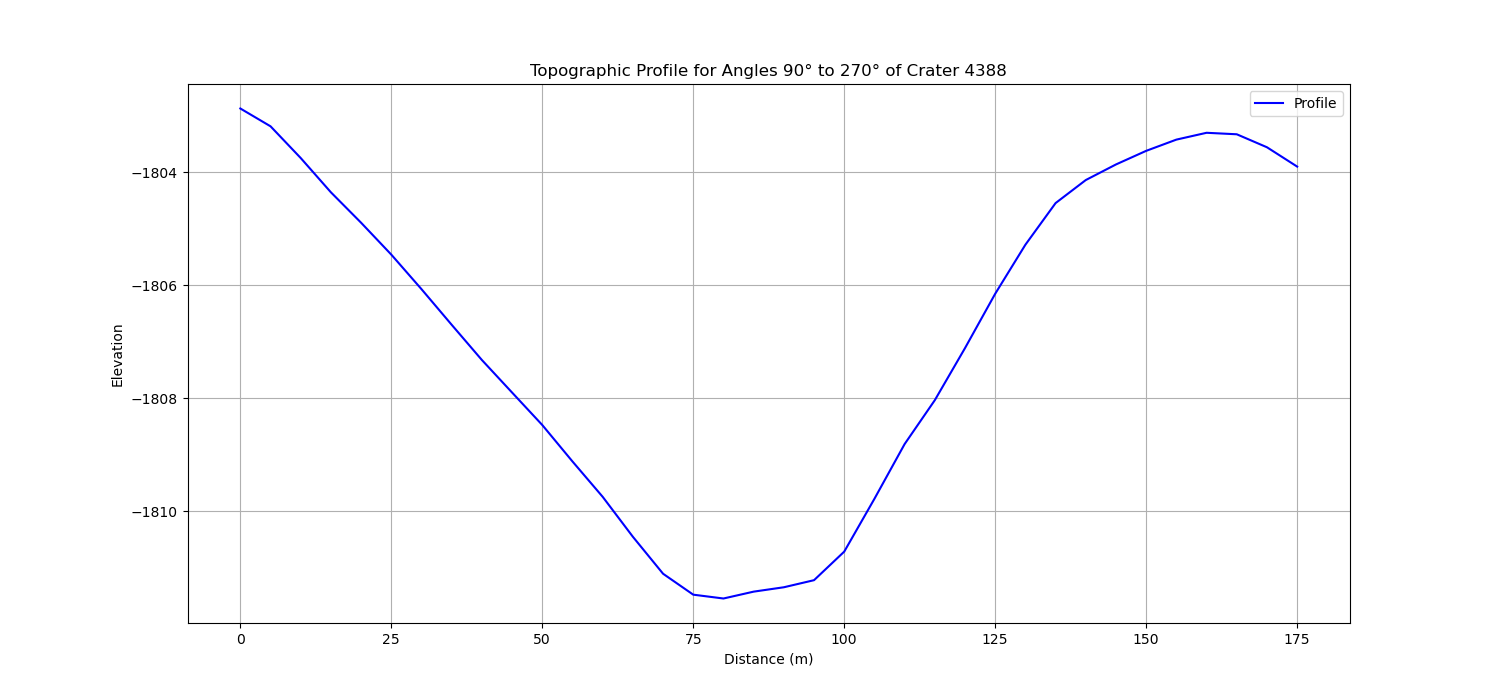 Topographic Profile for Angles 90° to 270° of Crater 4388
Profile
−1804
−1806
−1808
−1810
Elevation
0 25 50 75 100 125 150 175
Distance (m)